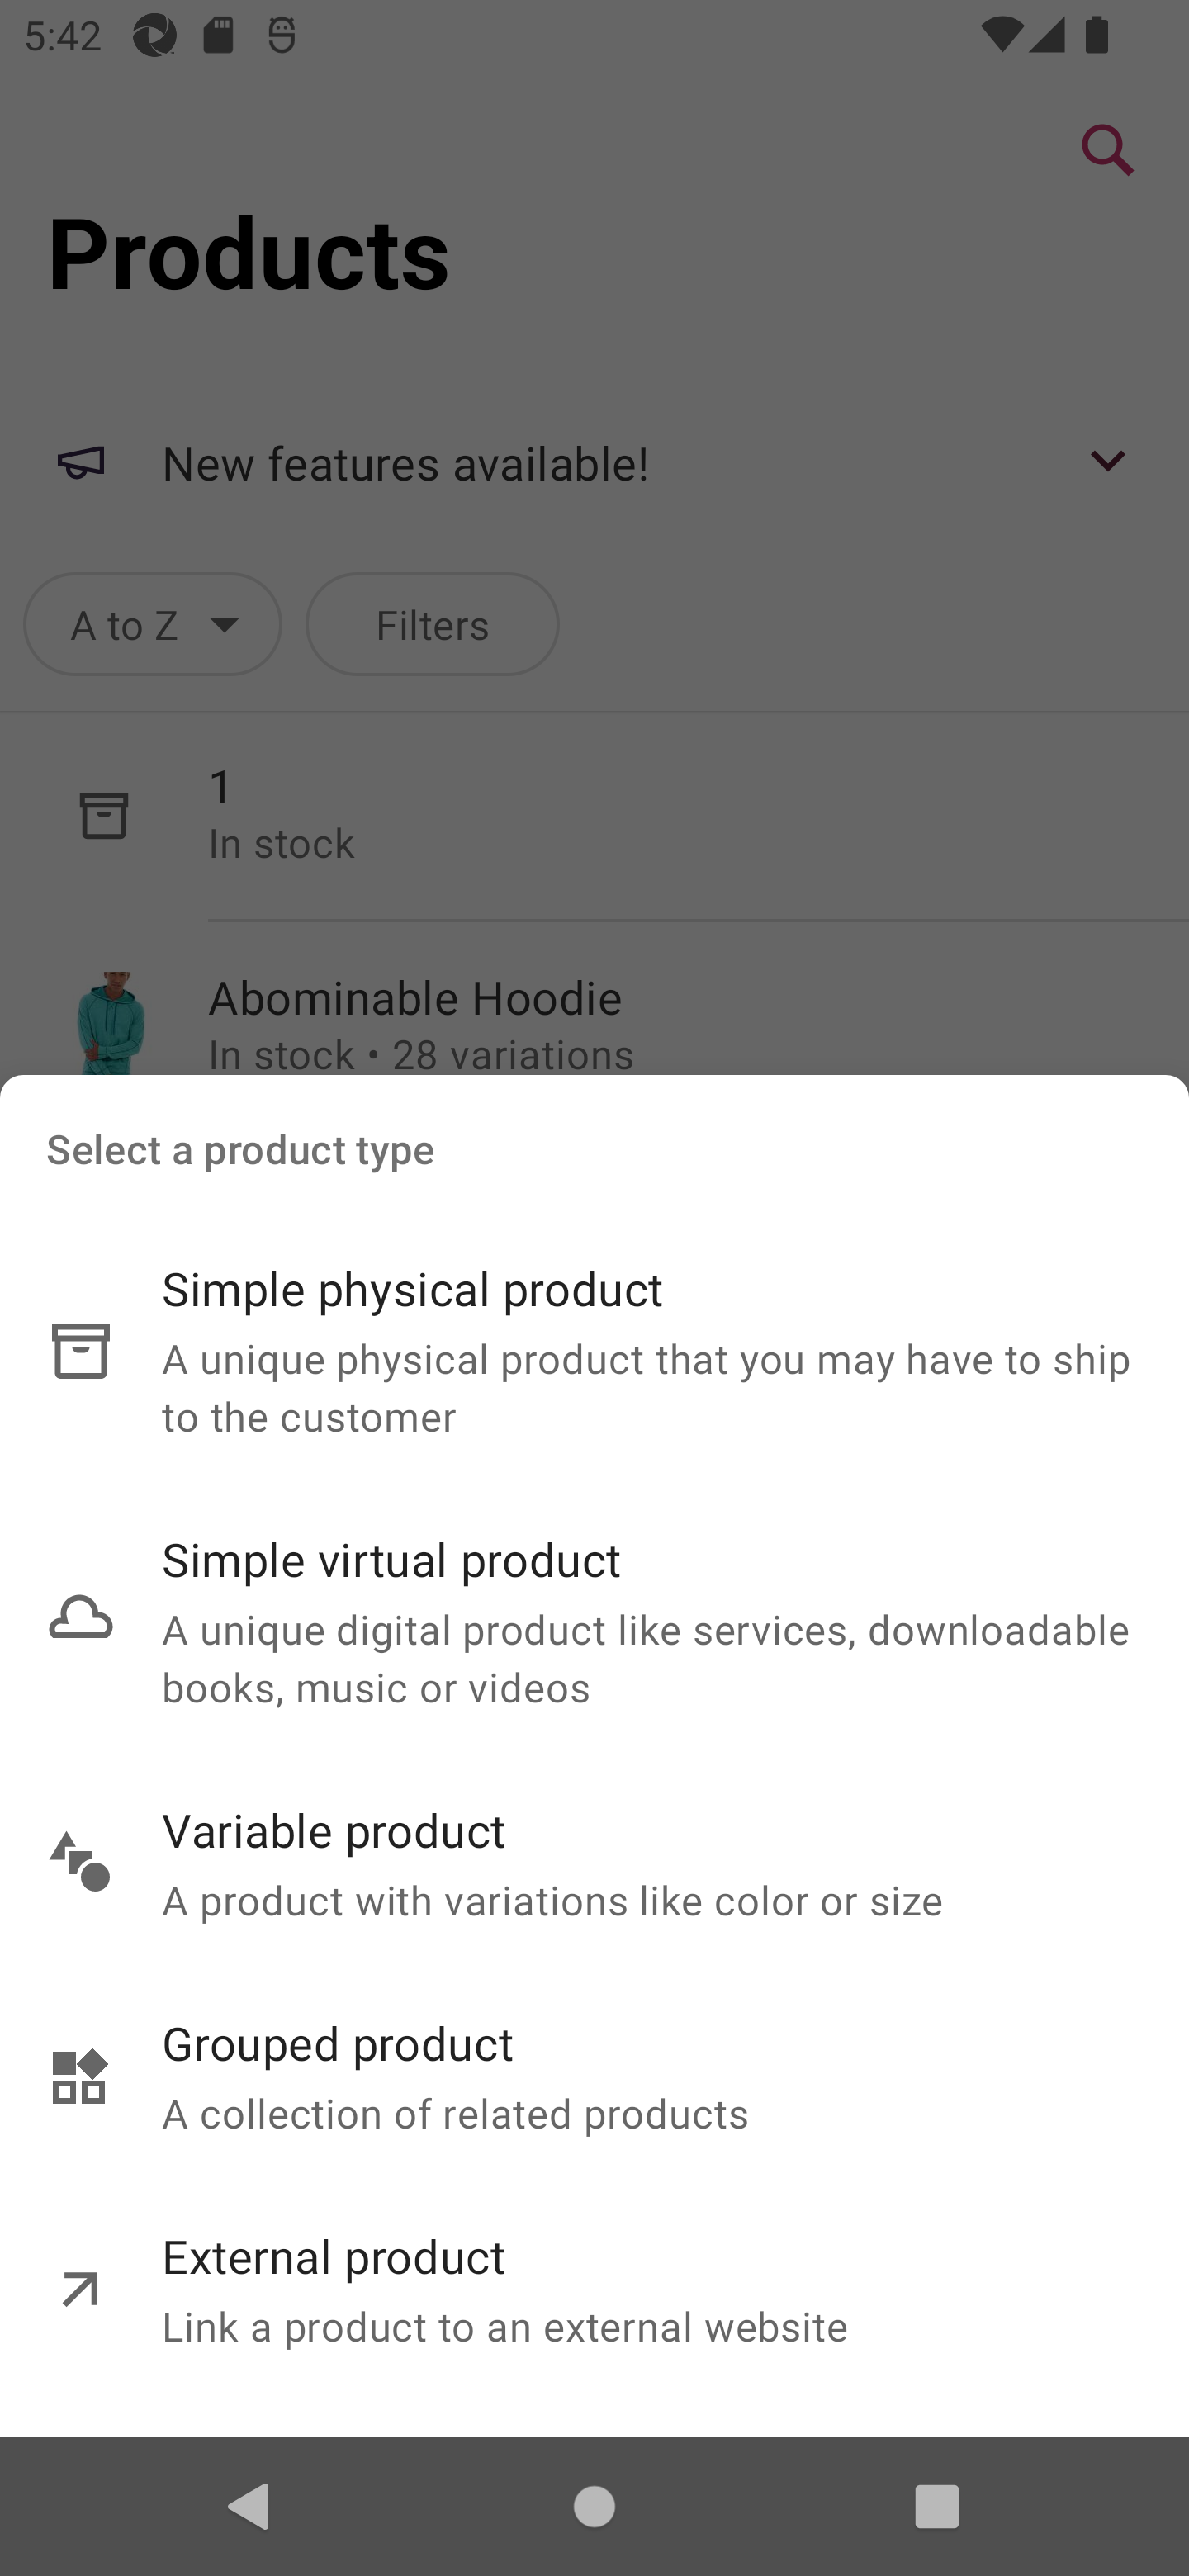 5:42
Products
New features available!
A to Z
Filters
1
In stock
Abominable Hoodie
In stock • 28 variations
Select a product type
Simple physical product
A unique physical product that you may have to ship
to the customer
Simple virtual product
A unique digital product like services, downloadable
books, music or videos
Variable product
A product with variations like color or size
Grouped product
A collection of related products
External product
Link a product to an external website